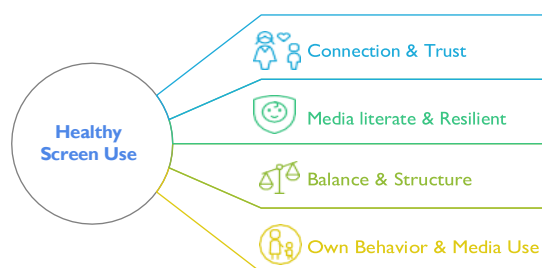 Healthy
Screen Use
Connection & Trust
Media literate & Resilient
Balance & Structure
Own Behavior & Media Use